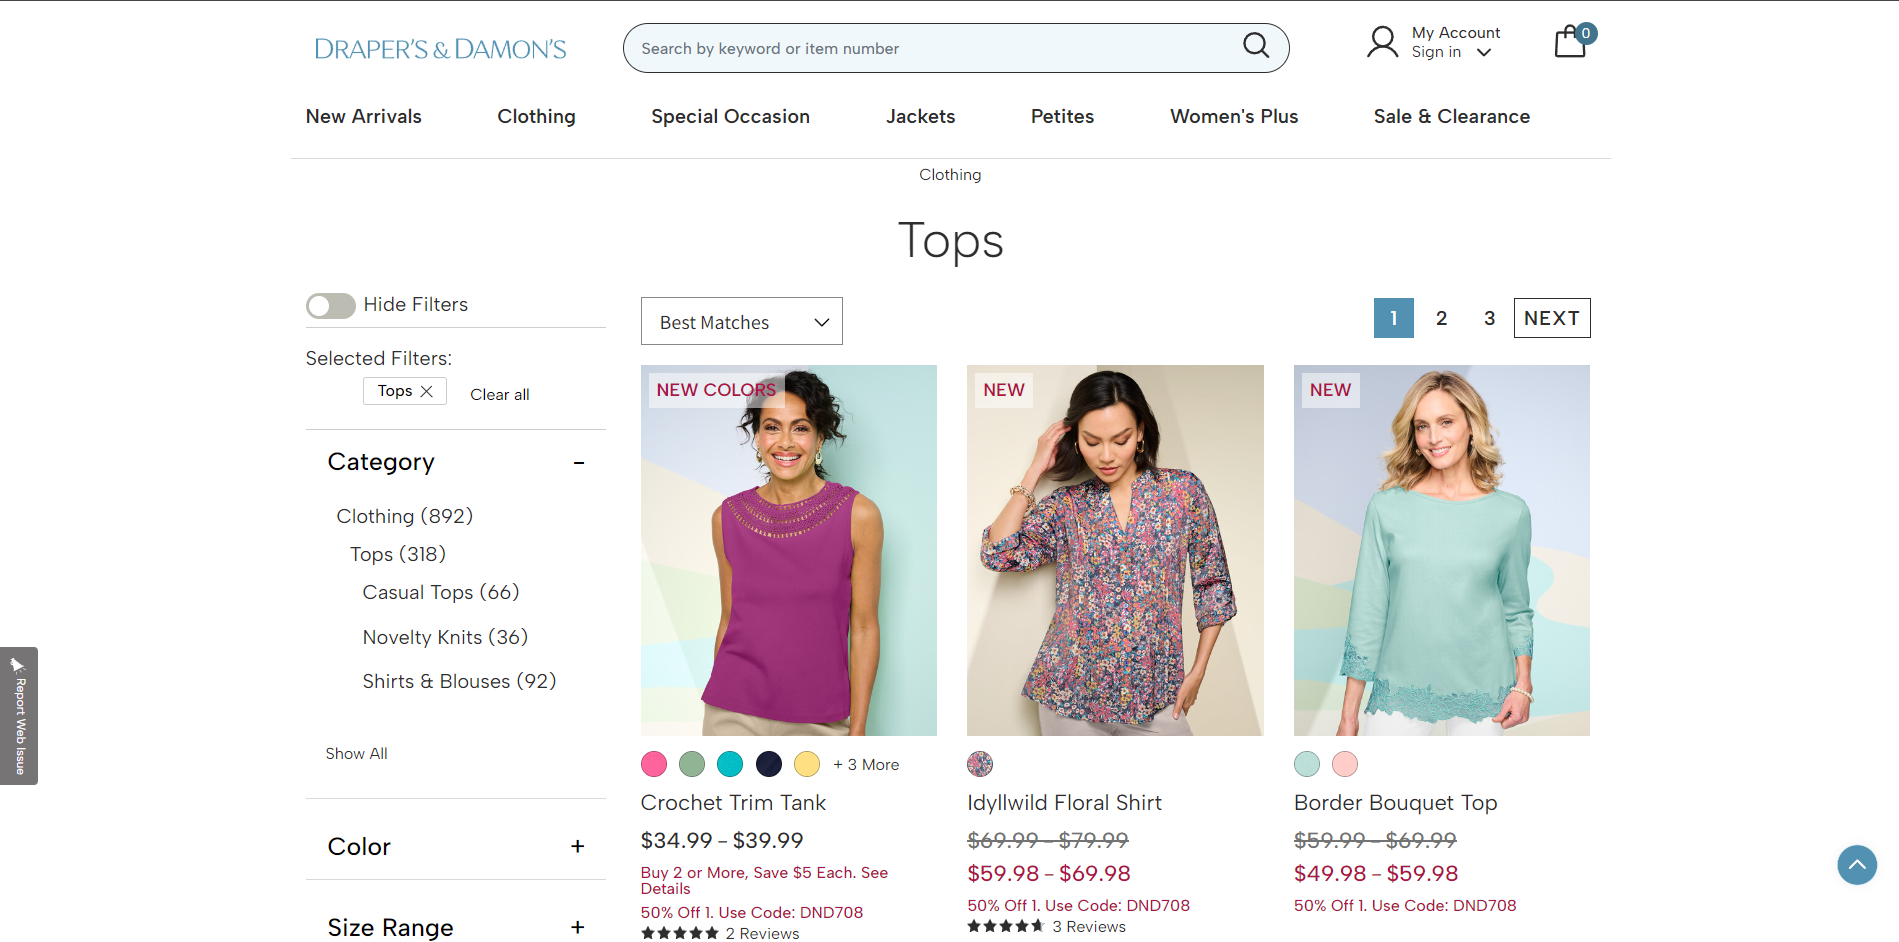 DRAPER'S & DAMON'S
Search by keyword or item number
My Account
Sign in
0
New Arrivals
Clothing
Special Occasion
Jackets
Petites
Women's Plus
Sale & Clearance
Clothing
Tops
Hide Filters
Selected Filters:
Tops
Clear all
Category
Clothing (892)
Tops (318)
Casual Tops (66)
Novelty Knits (36)
Shirts & Blouses (92)
Show All
Color
Size Range
Report Web Issue
Best Matches
1 2 3 NEXT
NEW COLORS
+ 3 More
Crochet Trim Tank
$34.99 – $39.99
Buy 2 or More, Save $5 Each. See
Details
50% Off 1. Use Code: DND708
2 Reviews
NEW
Idyllwild Floral Shirt
$69.99 – $79.99
$59.98 – $69.98
50% Off 1. Use Code: DND708
3 Reviews
NEW
Border Bouquet Top
$59.99 – $69.99
$49.98 – $59.98
50% Off 1. Use Code: DND708